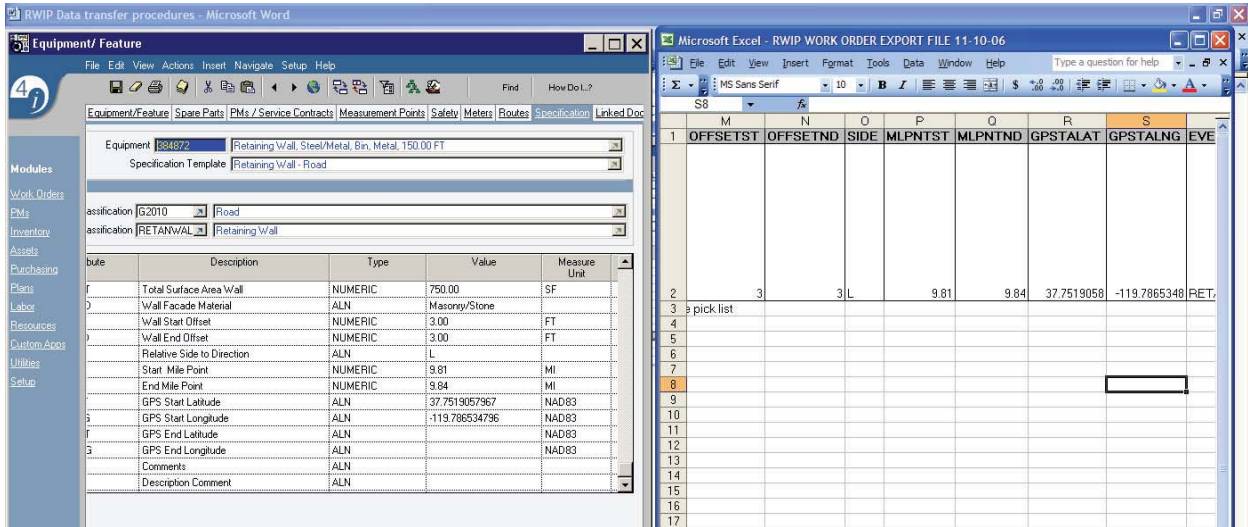 RWIP Data transfer procedures - Microsoft Word
Equipment/ Feature
File Edit View Actions Insert Navigate Setup Help
4i)
Find How Do I...?
Equipment/Feature Spare Parts PMs / Service Contracts Measurement Points Safety Meters Routes Specification Linked Doc
Equipment 384872 Retaining Wall, Steel/Metal, Bin, Metal, 150.00 FT
Specification Template Retaining Wall - Road
assification G2010 Road
assification RETANWAL Retaining Wall
Modules
Work Orders
PMs
Inventory
Assets
Purchasing
Plans
Labor
Resources
Custom Apps
Utilities
Setup
bute Description Type Value Measure Unit
T Total Surface Area Wall NUMERIC 750.00 SF
Wall Facade Material ALN Masonry/Stone
Wall Start Offset NUMERIC 3.00 FT
Wall End Offset NUMERIC 3.00 FT
Relative Side to Direction ALN L
Start Mile Point NUMERIC 9.81 MI
End Mile Point NUMERIC 9.84 MI
GPS Start Latitude ALN 37.7519057967 NAD83
GPS Start Longitude ALN -119.786534796 NAD83
GPS End Latitude ALN NAD83
GPS End Longitude ALN NAD83
Comments ALN
Description Comment ALN
Microsoft Excel - RWIP WORK ORDER EXPORT FILE 11-10-06
File Edit View Insert Format Tools Data Window Help Type a question for help
MS Sans Serif 10 B I $
S8 fx
M N O P Q R S
1 OFFSETST OFFSETND SIDE MLPNTST MLPNTND GPSTALAT GPSTALNG EVE
2 3 3 L 9.81 9.84 37.7519058 -119.7865348 RET
3 e pick list
4
5
6
7
8
9
10
11
12
13
14
15
16
17